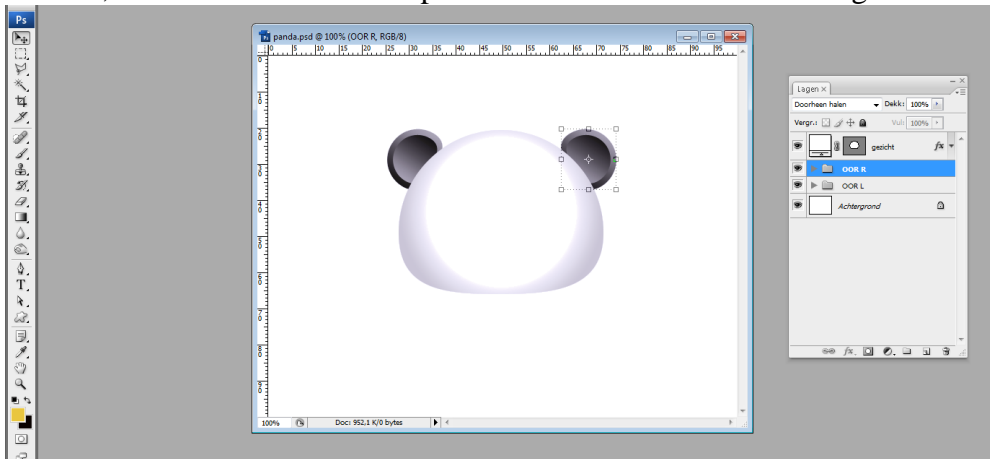 Ps
panda.psd @ 100% (OOR R, RGB/8)
0 5 10 15 20 25 30 35 40 45 50 55 60 65 70 75 80 85 90 95
Lagen ×
Doorheen halen Dekk: 100%
Vergr.: Vul: 100%
gezicht fx
OOR R
OOR L
Achtergrond
fx.
100% Doc: 952,1 K/0 bytes